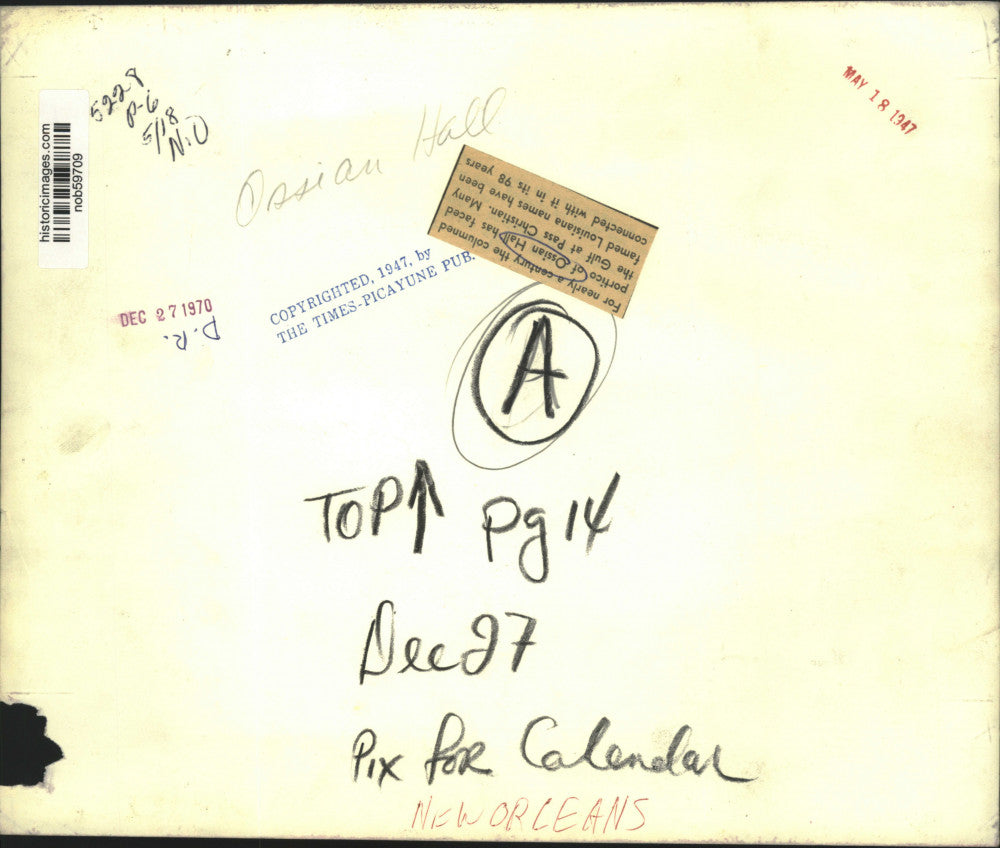 historicimages.com
nob59709
5228
P-6
5/18
N.O
MAY 18 1947
Ossian Hall
For nearly a century the columned
portico of Ossian Hall has faced
the Gulf at Pass Christian. Many
famed Louisiana names have been
connected with it in its 98 years
COPYRIGHTED, 1947, by
THE TIMES-PICAYUNE PUB.
DEC 27 1970
D.R.
A
TOP↑ pg 14
Dec 27
Pix for Calendar
NEW ORLEANS